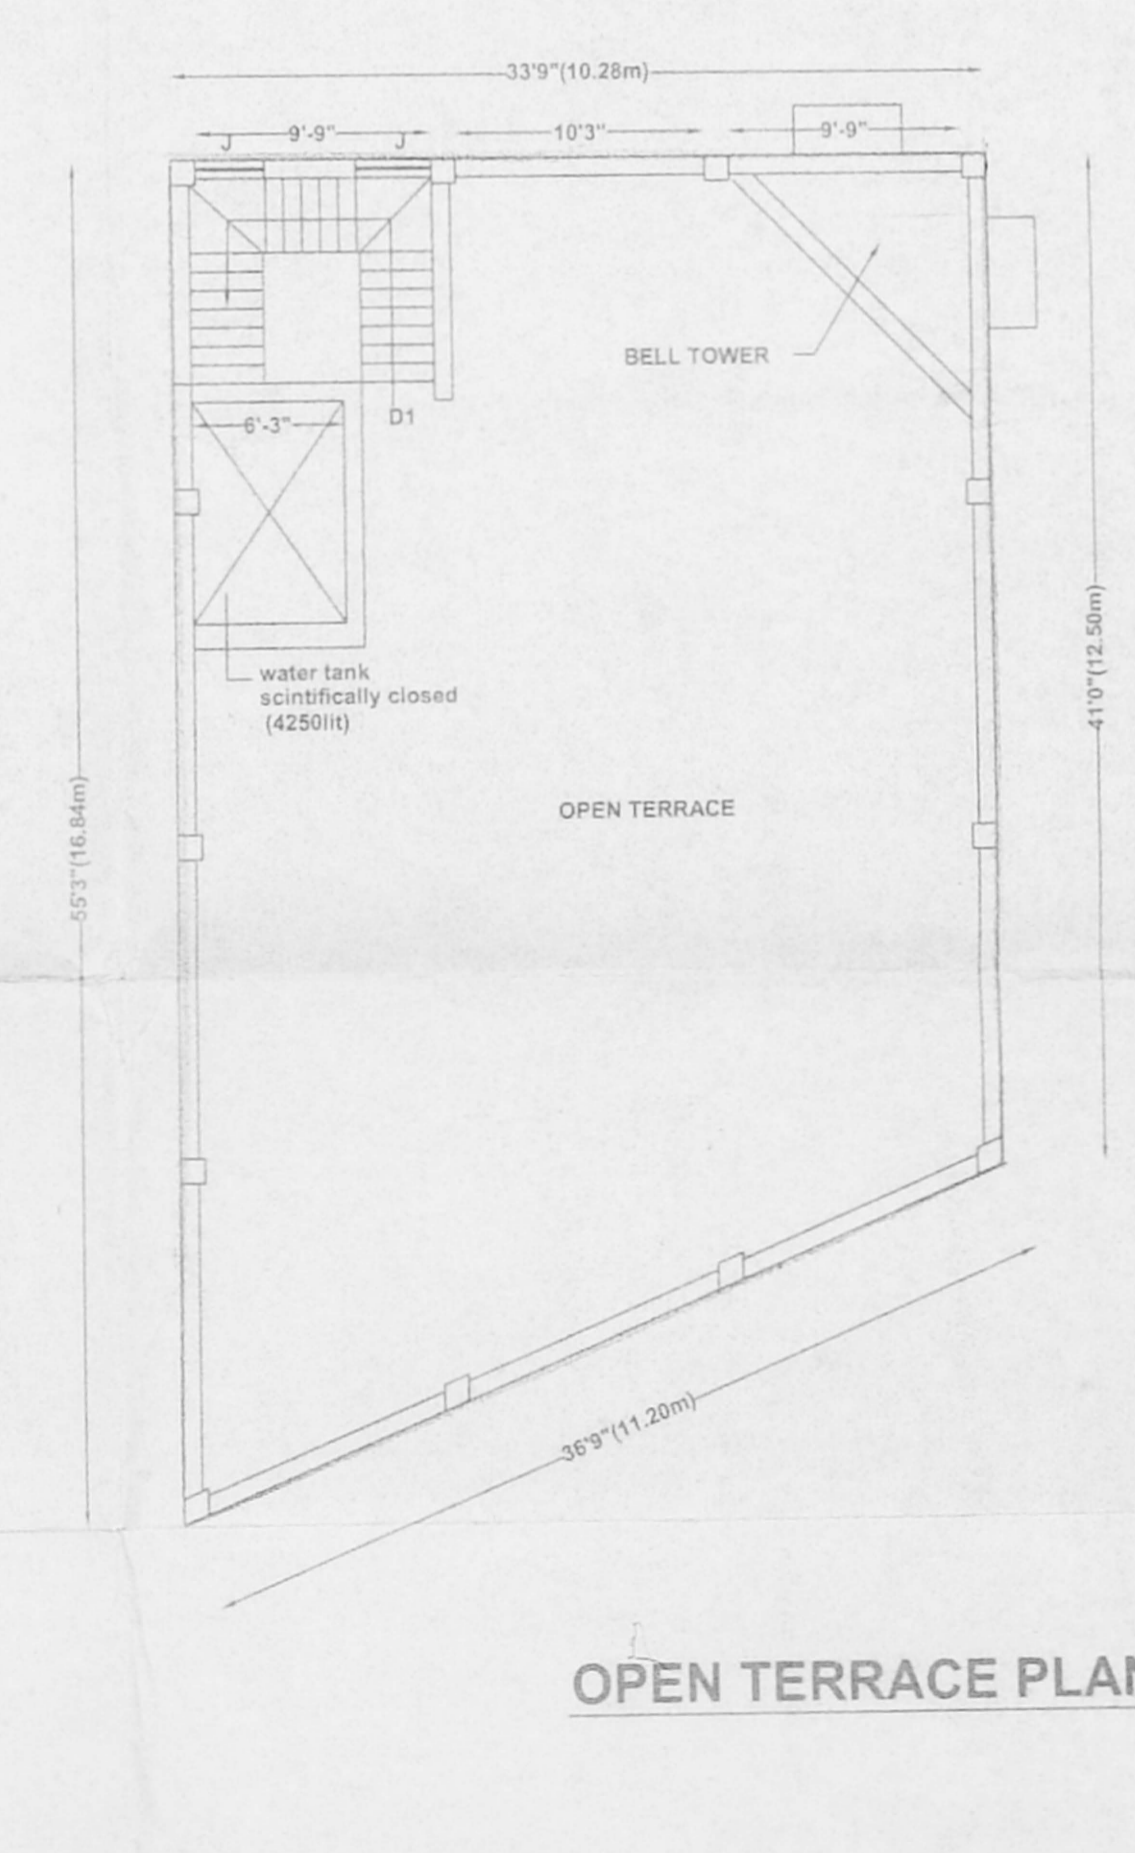 33'9"(10.28m)
J 9'-9" J 10'3" 9'-9"
BELL TOWER
D1
6'-3"
water tank
scintifically closed
(4250lit)
41'0"(12.50m)
OPEN TERRACE
55'3"(16.84m)
36'9"(11.20m)
OPEN TERRACE PLAN